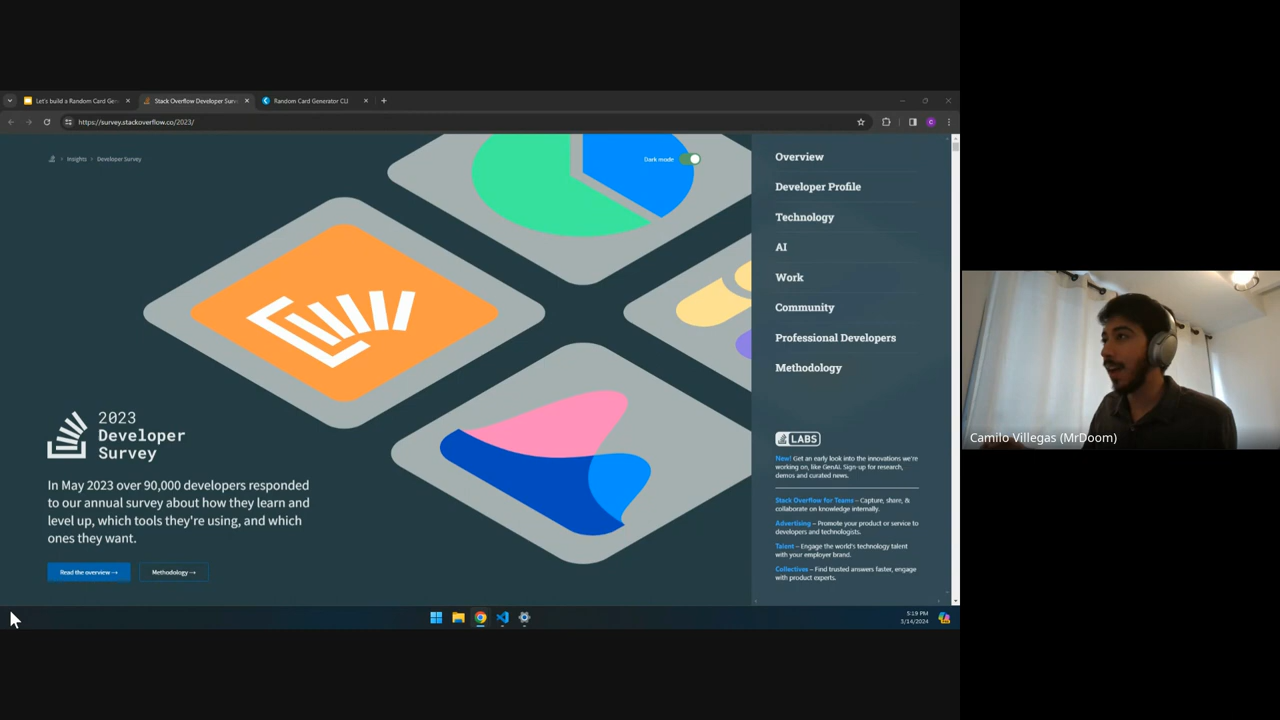 Let's build a Random Card Gen
Stack Overflow Developer Surv
Random Card Generator CLI
https://survey.stackoverflow.co/2023/
Insights > Developer Survey
Dark mode
Overview
Developer Profile
Technology
AI
Work
Community
Professional Developers
Methodology
2023
Developer
Survey
In May 2023 over 90,000 developers responded
to our annual survey about how they learn and
level up, which tools they're using, and which
ones they want.
Read the overview →
Methodology →
LABS
New! Get an early look into the innovations we're
working on, like GenAI. Sign-up for research,
demos and curated news.
Stack Overflow for Teams – Capture, share, &
collaborate on knowledge internally.
Advertising – Promote your product or service to
developers and technologists.
Talent – Engage the world's technology talent
with your employer brand.
Collectives – Find trusted answers faster, engage
with product experts.
5:19 PM
3/14/2024
Camilo Villegas (MrDoom)